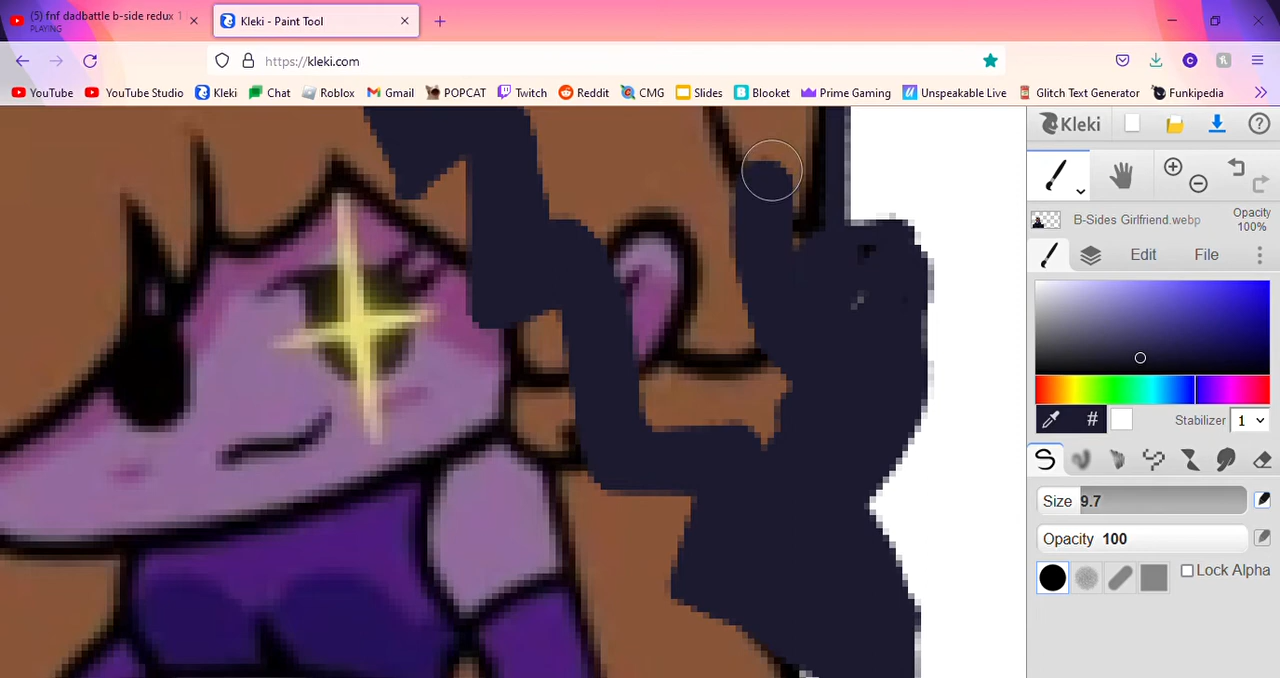 (5) fnf dadbattle b-side redux 1
PLAYING
Kleki - Paint Tool
https://kleki.com
YouTube YouTube Studio Kleki Chat Roblox Gmail POPCAT Twitch Reddit CMG Slides Blooket Prime Gaming Unspeakable Live Glitch Text Generator Funkipedia
Kleki
B-Sides Girlfriend.webp
Opacity
100%
Edit File
# Stabilizer 1
Size 9.7
Opacity 100
Lock Alpha